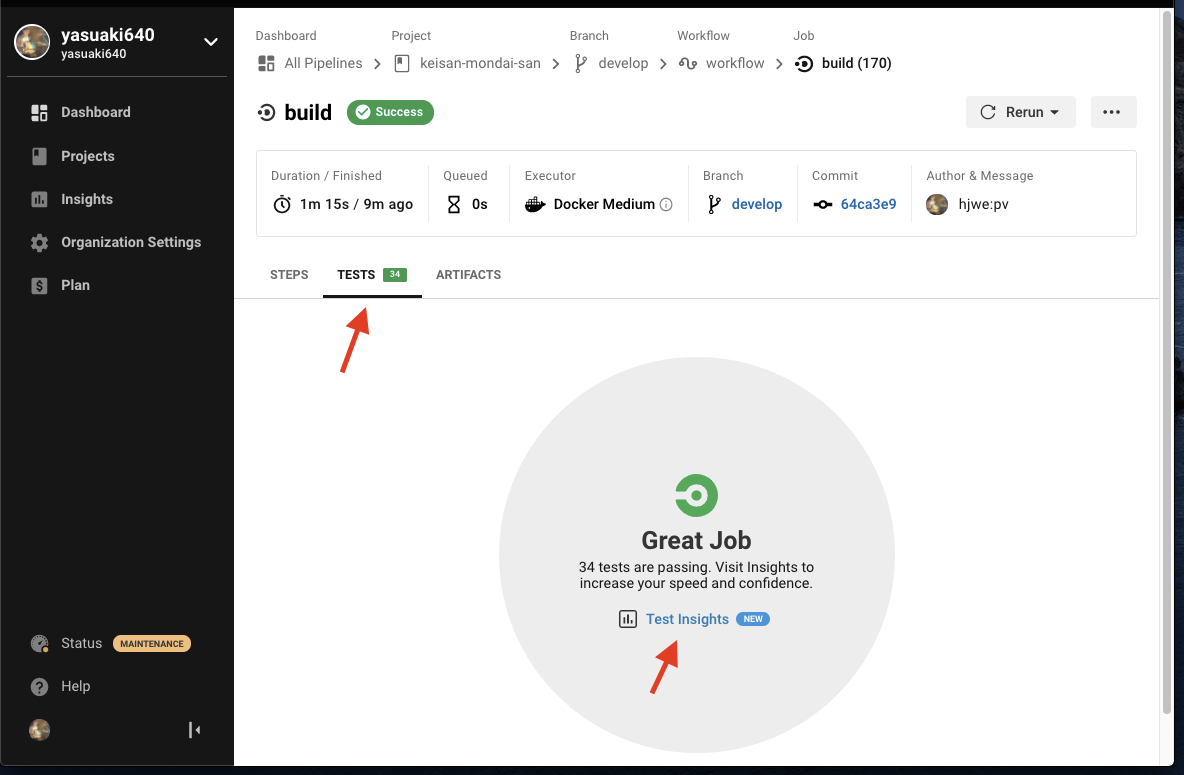 yasuaki640
yasuaki640
Dashboard
Projects
Insights
Organization Settings
Plan
Status MAINTENANCE
Help
Dashboard Project Branch Workflow Job
All Pipelines keisan-mondai-san develop workflow build (170)
build Success
Rerun
Duration / Finished Queued Executor Branch Commit Author & Message
1m 15s / 9m ago 0s Docker Medium develop 64ca3e9 hjwe:pv
STEPS TESTS 34 ARTIFACTS
Great Job
34 tests are passing. Visit Insights to
increase your speed and confidence.
Test Insights NEW